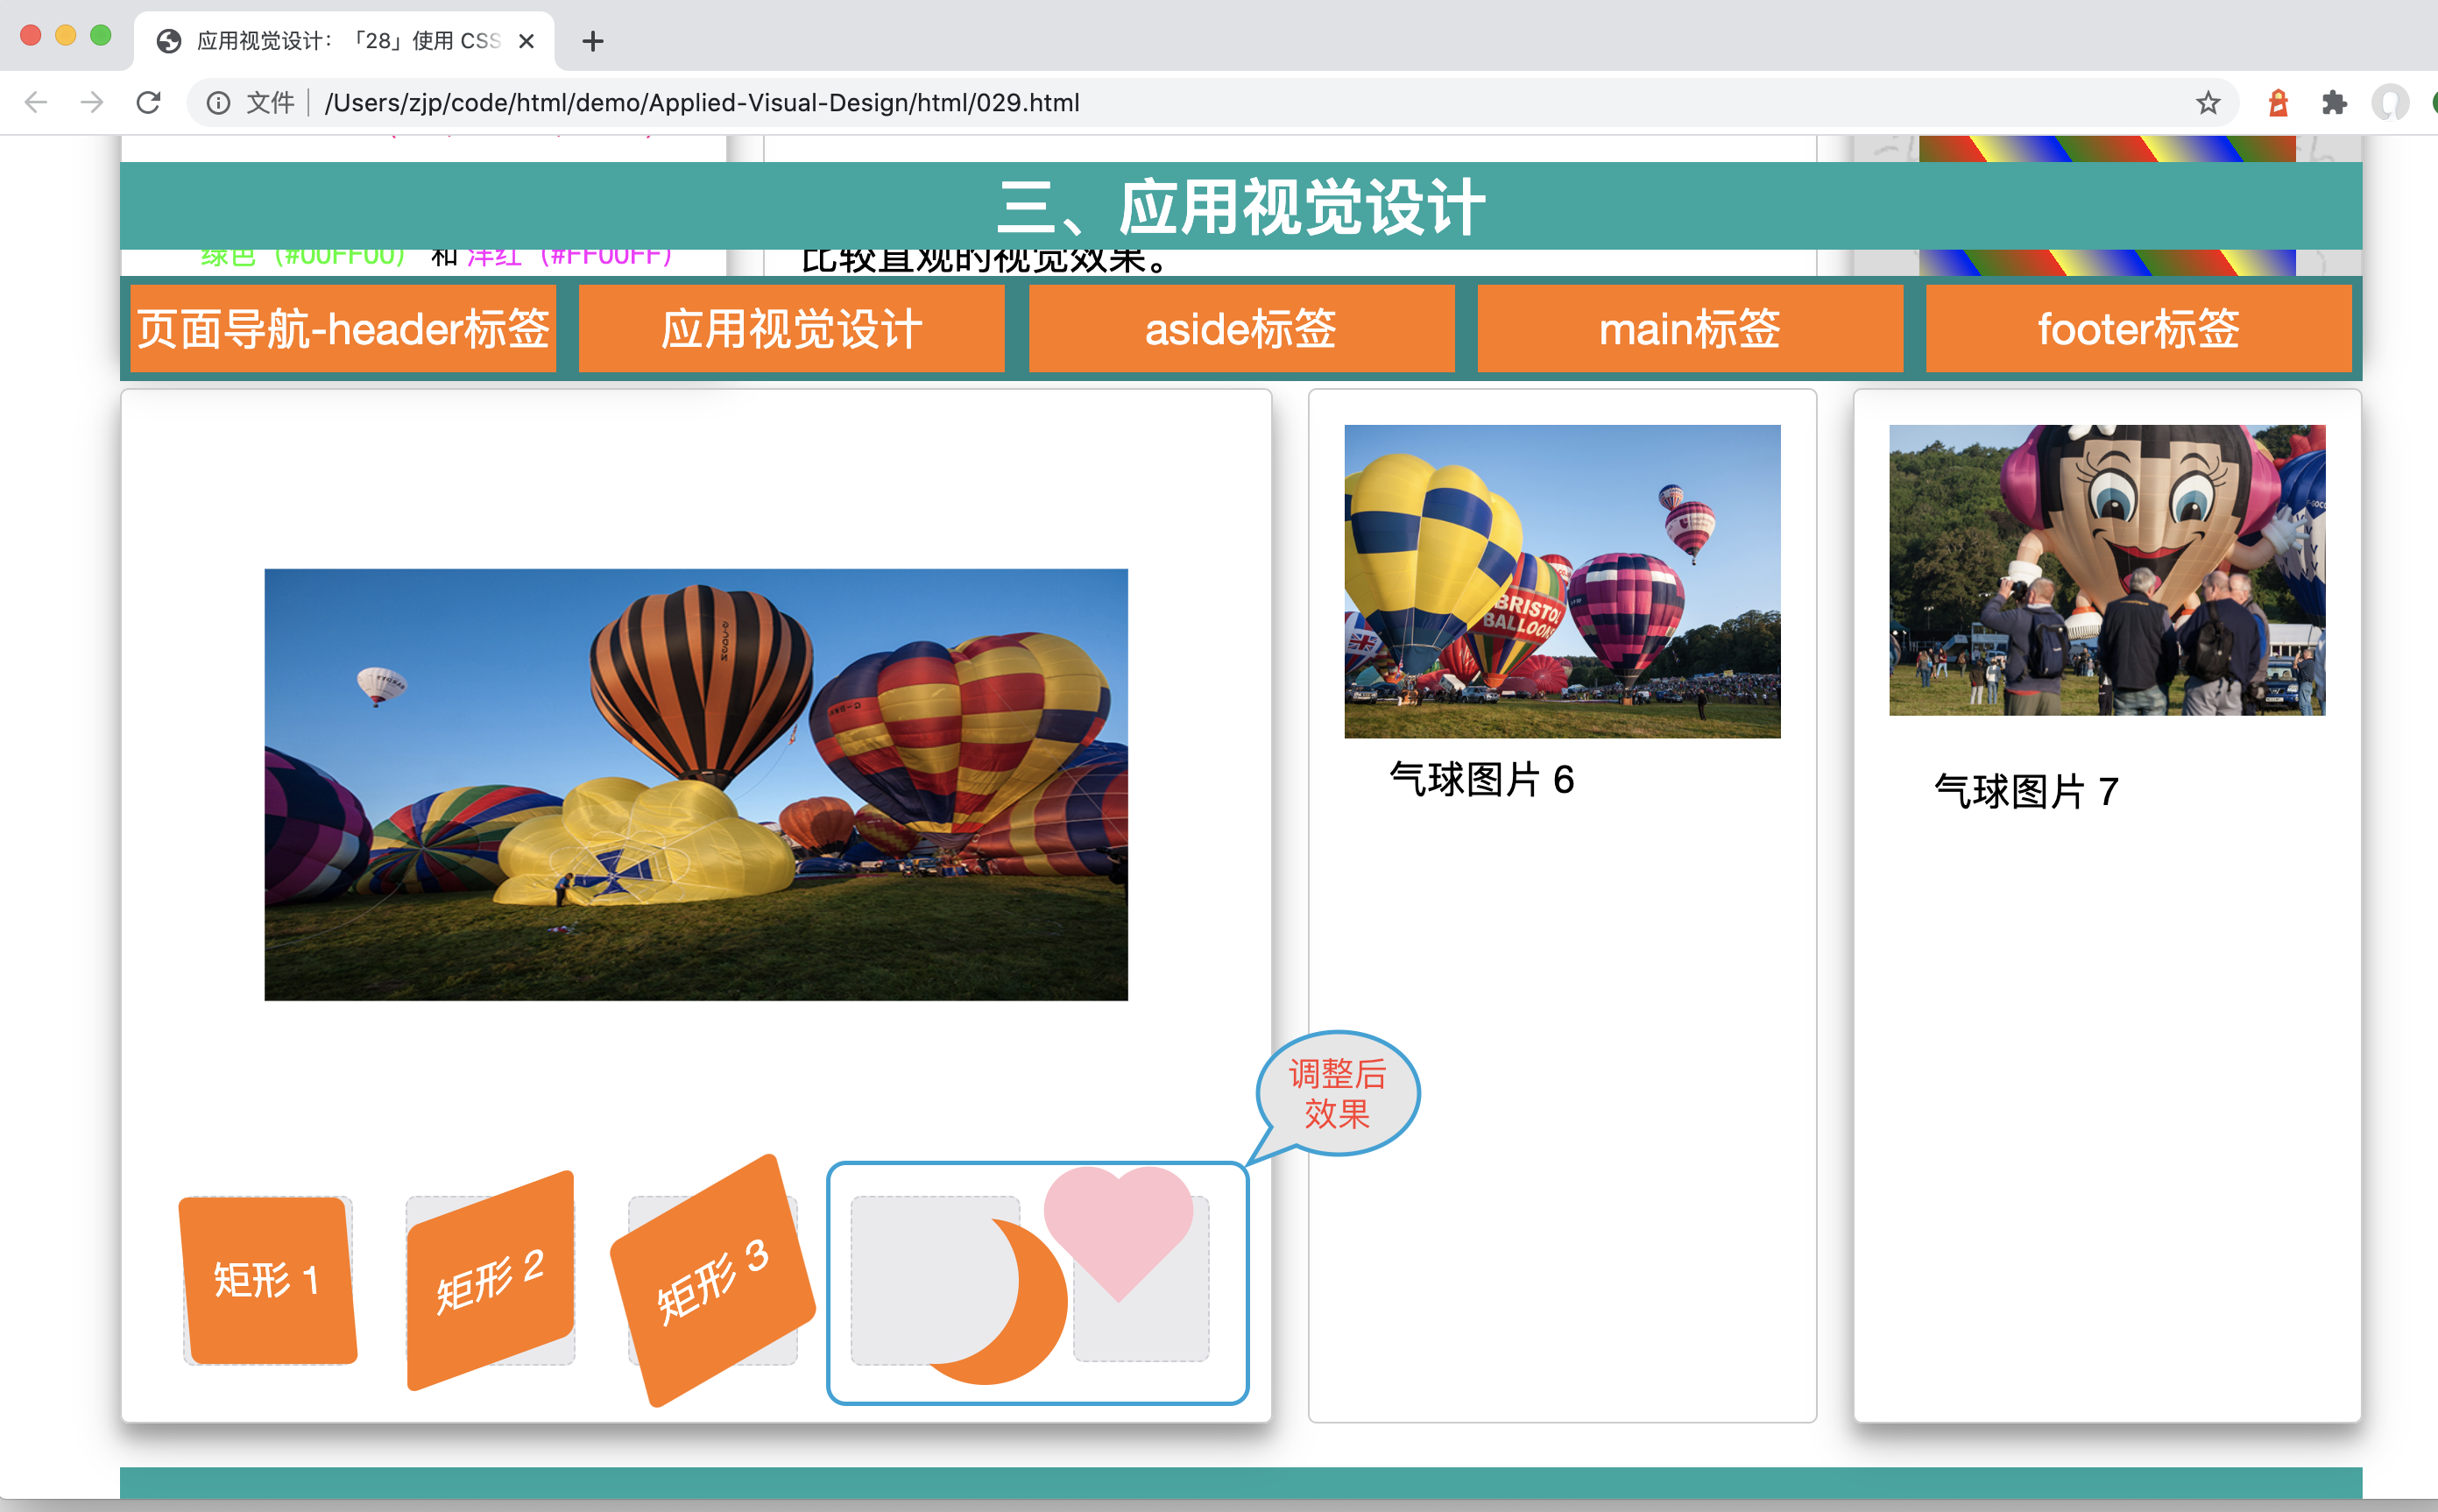 应用视觉设计：「28」使用 CSS
文件 /Users/zjp/code/html/demo/Applied-Visual-Design/html/029.html
三、应用视觉设计
绿色（#00FF00） 和 洋红（#FF00FF）
比较直观的视觉效果。
页面导航-header标签
应用视觉设计
aside标签
main标签
footer标签
BRISTOL
BALLOONS
气球图片 6
气球图片 7
调整后
效果
矩形 1
矩形 2
矩形 3